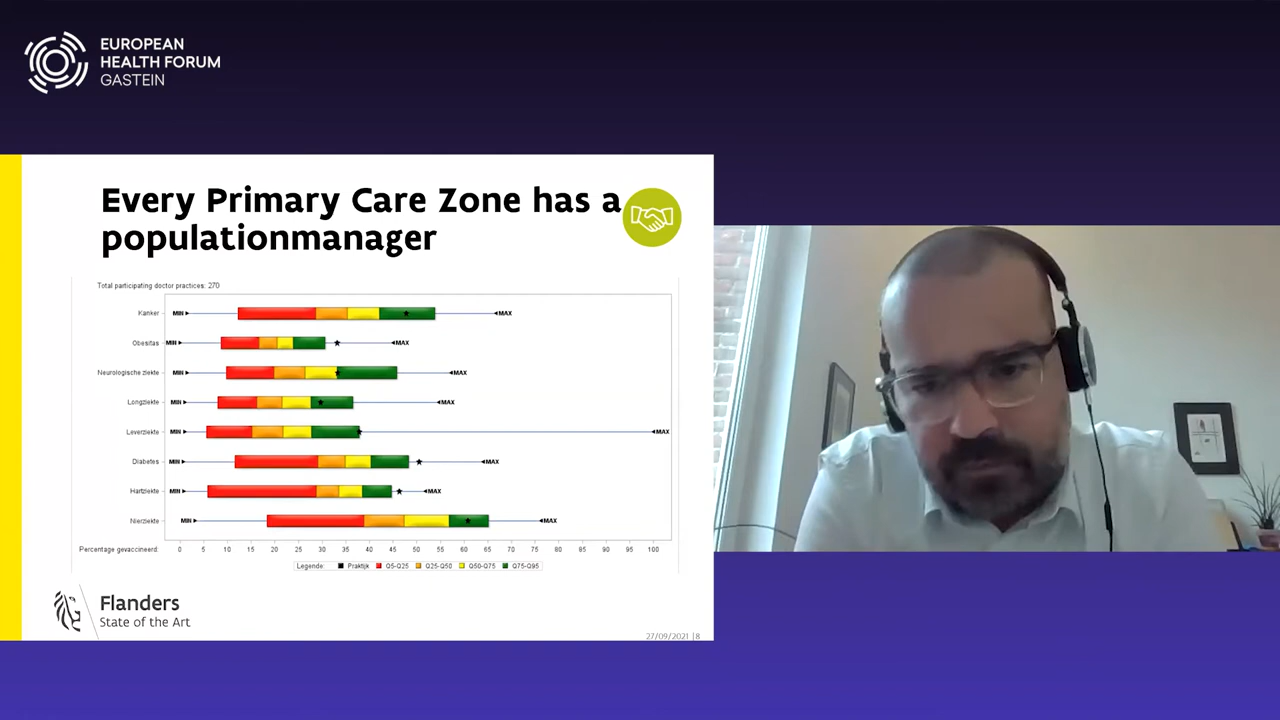 EUROPEAN
HEALTH FORUM
GASTEIN
Every Primary Care Zone has a
populationmanager
Total participating doctor practices: 270
Kanker MIN MAX
Obesitas MIN MAX
Neurologische ziekte MIN MAX
Longziekte MIN MAX
Leverziekte MIN MAX
Diabetes MIN MAX
Hartziekte MIN MAX
Nierziekte MIN MAX
Percentage gevaccineerd: 0 5 10 15 20 25 30 35 40 45 50 55 60 65 70 75 80 85 90 95 100
Legende: Praktijk Q5-Q25 Q25-Q50 Q50-Q75 Q75-Q95
Flanders
State of the Art
27/09/2021 | 8